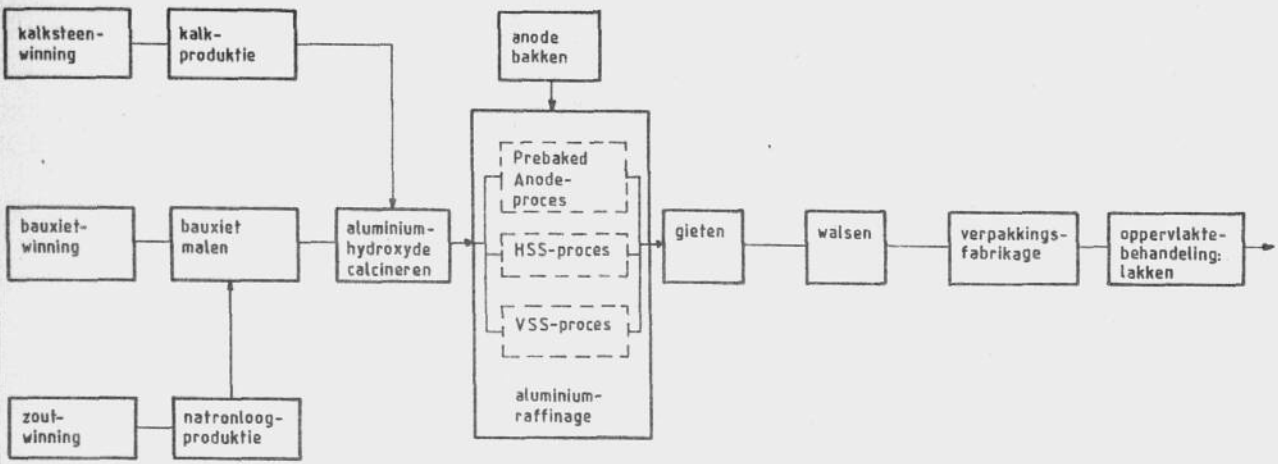 kalksteen-
winning
kalk-
produktie
anode
bakken
Prebaked
Anode-
proces
HSS-proces
VSS-proces
aluminium-
raffinage
bauxiet-
winning
bauxiet
malen
aluminium-
hydroxyde
calcineren
gieten
walsen
verpakkings-
fabrikage
oppervlakte-
behandeling:
lakken
zout-
winning
natronloog-
produktie